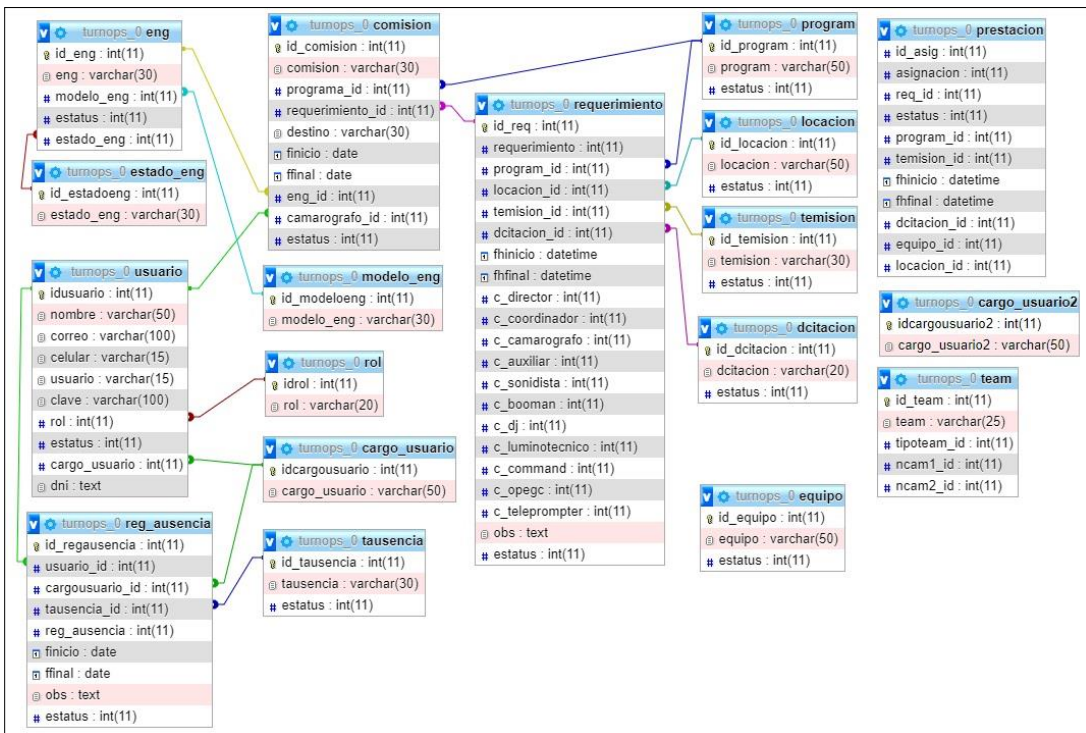 turnops_0 eng
id_eng : int(11)
eng : varchar(30)
modelo_eng : int(11)
estatus : int(11)
estado_eng : int(11)
turnops_0 estado_eng
id_estadoeng : int(11)
estado_eng : varchar(30)
turnops_0 usuario
idusuario : int(11)
nombre : varchar(50)
correo : varchar(100)
celular : varchar(15)
usuario : varchar(15)
clave : varchar(100)
rol : int(11)
estatus : int(11)
cargo_usuario : int(11)
dni : text
turnops_0 reg_ausencia
id_regausencia : int(11)
usuario_id : int(11)
cargousuario_id : int(11)
tausencia_id : int(11)
reg_ausencia : int(11)
finicio : date
ffinal : date
obs : text
estatus : int(11)
turnops_0 comision
id_comision : int(11)
comision : varchar(30)
programa_id : int(11)
requerimiento_id : int(11)
destino : varchar(30)
finicio : date
ffinal : date
eng_id : int(11)
camarografo_id : int(11)
estatus : int(11)
turnops_0 modelo_eng
id_modeloeng : int(11)
modelo_eng : varchar(30)
turnops_0 rol
idrol : int(11)
rol : varchar(20)
turnops_0 cargo_usuario
idcargousuario : int(11)
cargo_usuario : varchar(50)
turnops_0 tausencia
id_tausencia : int(11)
tausencia : varchar(30)
estatus : int(11)
turnops_0 requerimiento
id_req : int(11)
requerimiento : int(11)
program_id : int(11)
locacion_id : int(11)
temision_id : int(11)
dcitacion_id : int(11)
fhinicio : datetime
fhfinal : datetime
c_director : int(11)
c_coordinador : int(11)
c_camarografo : int(11)
c_auxiliar : int(11)
c_sonidista : int(11)
c_booman : int(11)
c_dj : int(11)
c_luminotecnico : int(11)
c_command : int(11)
c_opegc : int(11)
c_teleprompter : int(11)
obs : text
estatus : int(11)
turnops_0 program
id_program : int(11)
program : varchar(50)
estatus : int(11)
turnops_0 locacion
id_locacion : int(11)
locacion : varchar(50)
estatus : int(11)
turnops_0 temision
id_temision : int(11)
temision : varchar(30)
estatus : int(11)
turnops_0 dcitacion
id_dcitacion : int(11)
dcitacion : varchar(20)
estatus : int(11)
turnops_0 equipo
id_equipo : int(11)
equipo : varchar(50)
estatus : int(11)
turnops_0 prestacion
id_asig : int(11)
asignacion : int(11)
req_id : int(11)
estatus : int(11)
program_id : int(11)
temision_id : int(11)
fhinicio : datetime
fhfinal : datetime
dcitacion_id : int(11)
equipo_id : int(11)
locacion_id : int(11)
turnops_0 cargo_usuario2
idcargousuario2 : int(11)
cargo_usuario2 : varchar(50)
turnops_0 team
id_team : int(11)
team : varchar(25)
tipoteam_id : int(11)
ncam1_id : int(11)
ncam2_id : int(11)